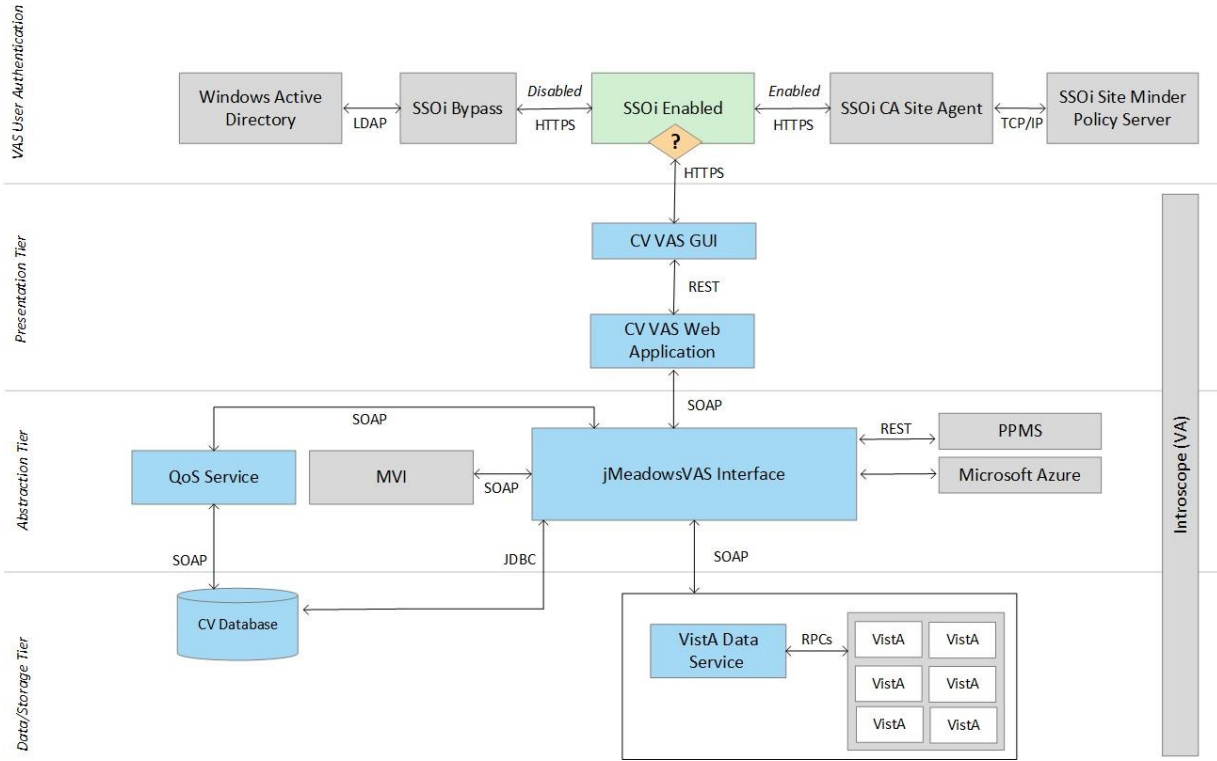 VAS User Authentication
Windows Active
Directory
LDAP
SSOi Bypass
Disabled
HTTPS
SSOi Enabled
?
Enabled
HTTPS
SSOi CA Site Agent
TCP/IP
SSOi Site Minder
Policy Server
HTTPS
Presentation Tier
CV VAS GUI
REST
CV VAS Web
Application
SOAP
Abstraction Tier
SOAP
QoS Service
MVI
SOAP
jMeadowsVAS Interface
REST
PPMS
Microsoft Azure
SOAP
JDBC
SOAP
Introscope (VA)
Data/Storage Tier
CV Database
VistA Data
Service
RPCs
VistA
VistA
VistA
VistA
VistA
VistA